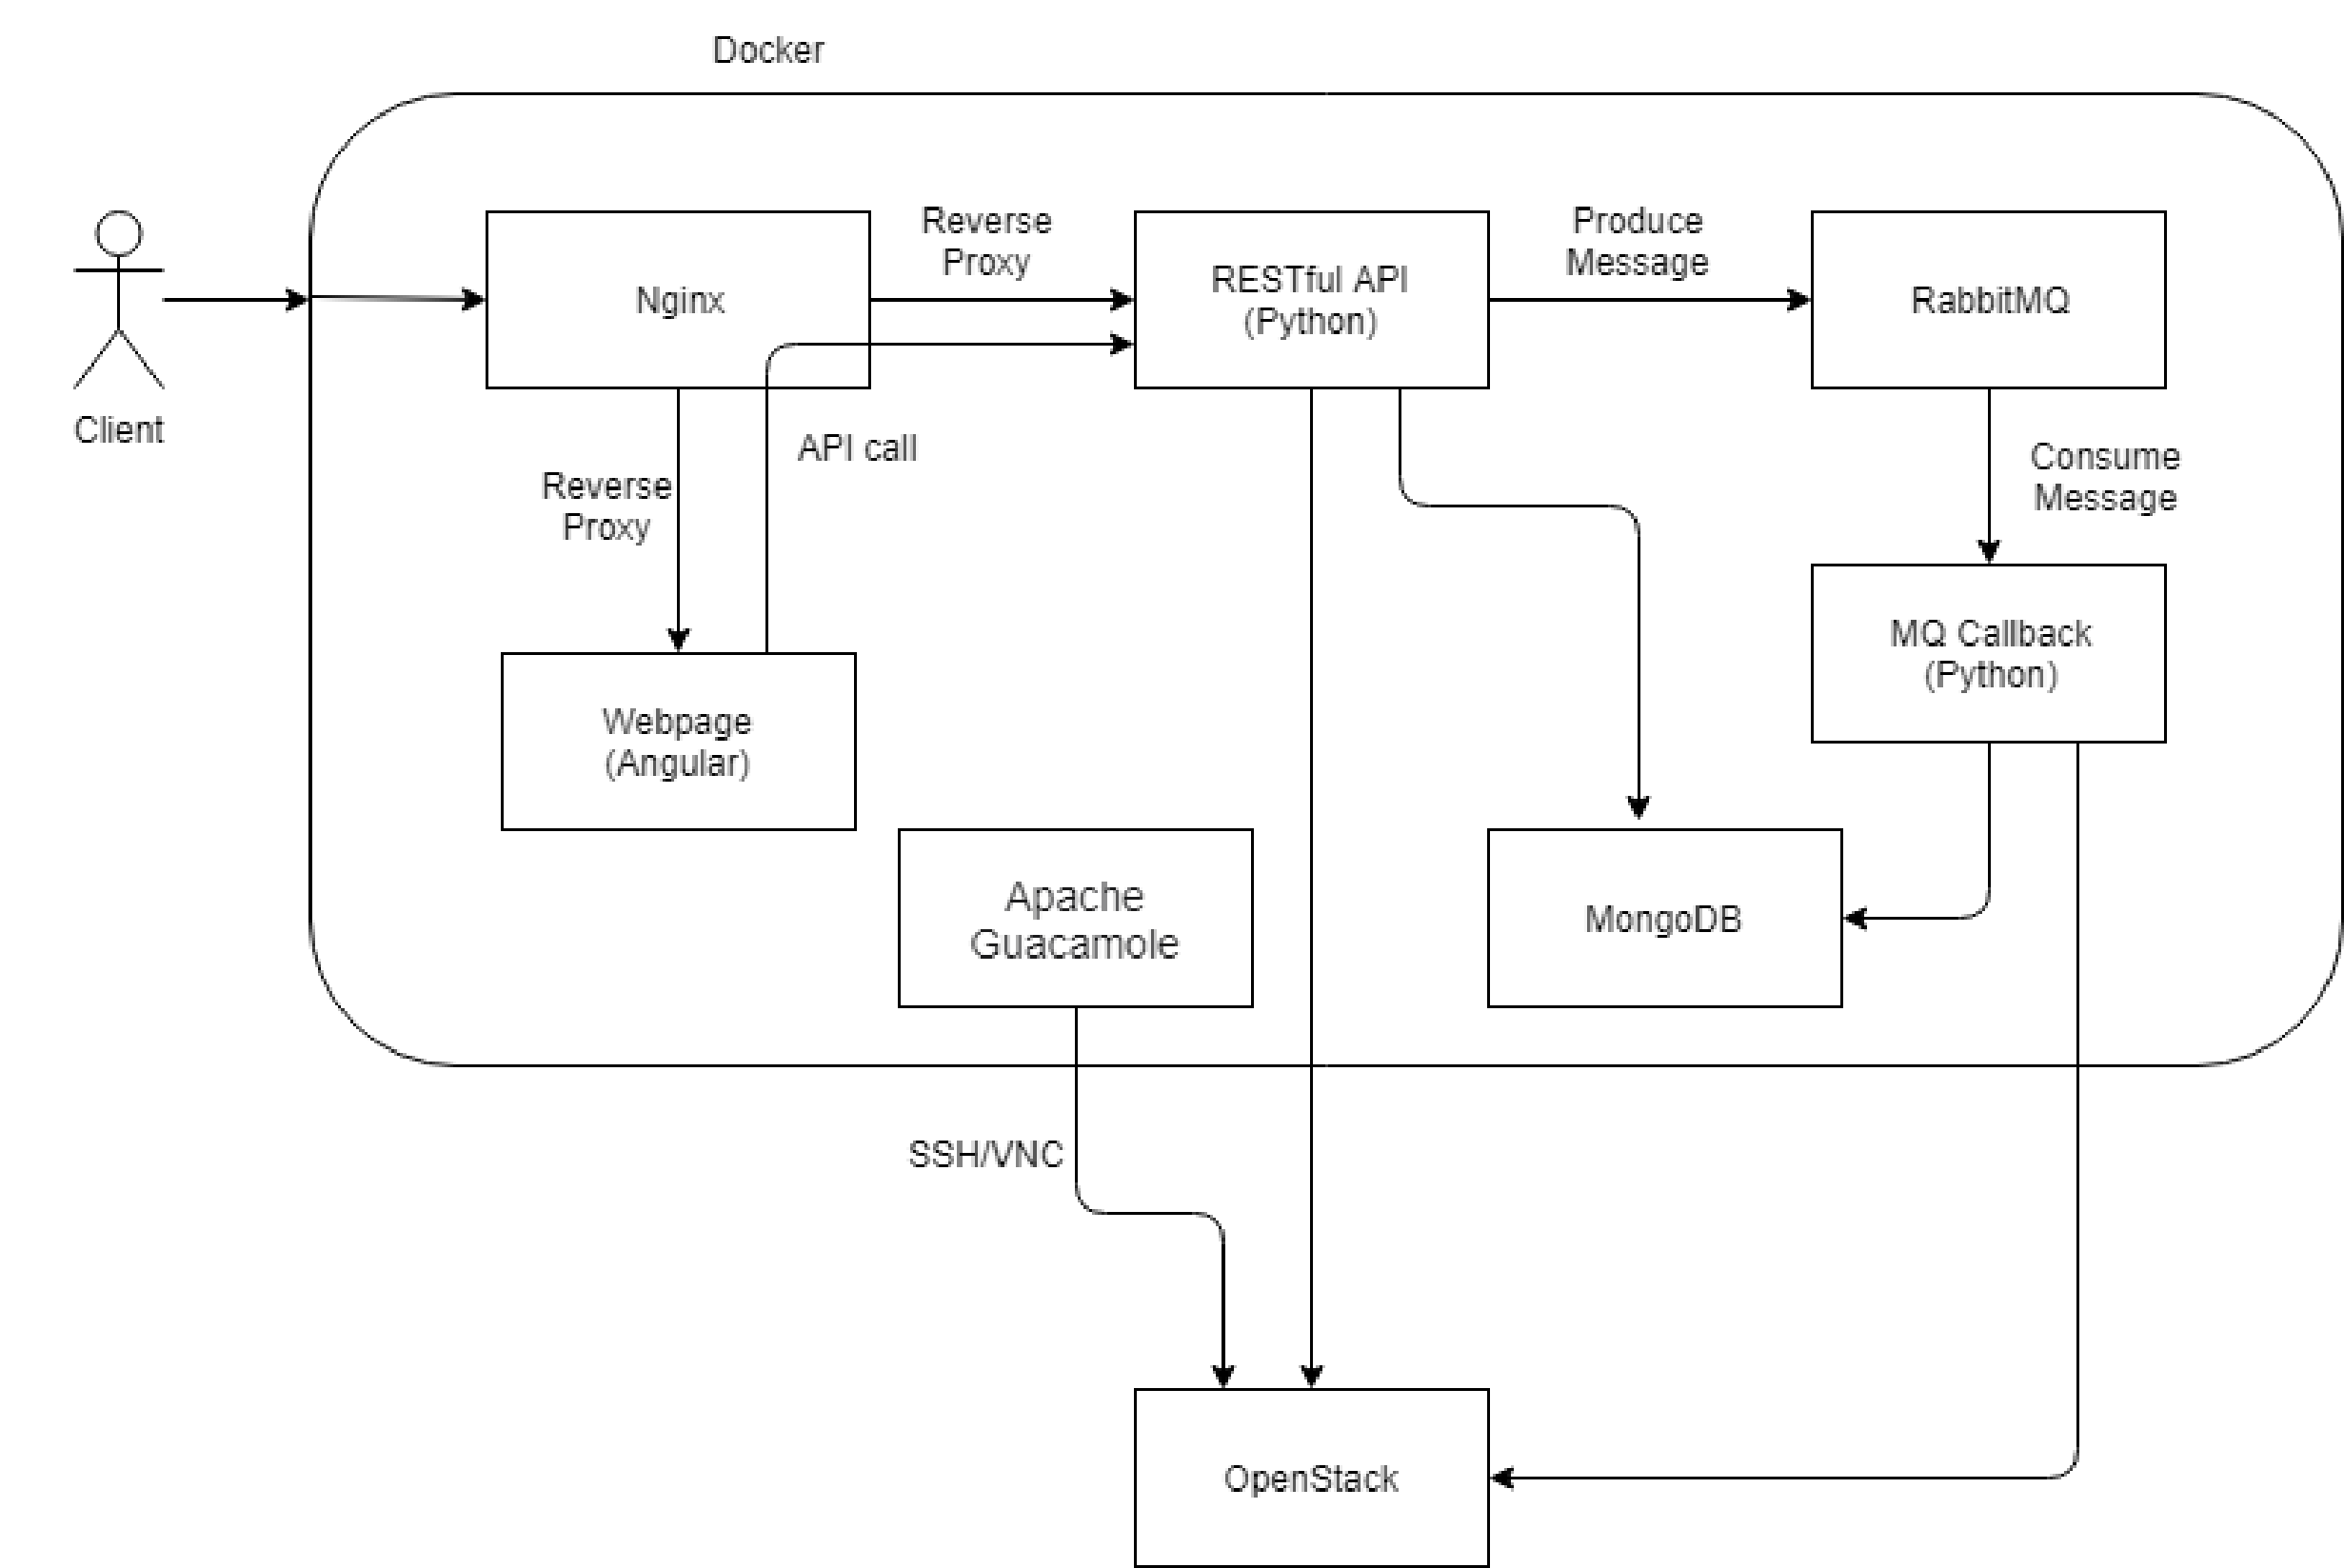 Docker
Client
Nginx
Reverse
Proxy
RESTful API
(Python)
Produce
Message
RabbitMQ
API call
Reverse
Proxy
Consume
Message
MQ Callback
(Python)
Webpage
(Angular)
Apache
Guacamole
MongoDB
SSH/VNC
OpenStack